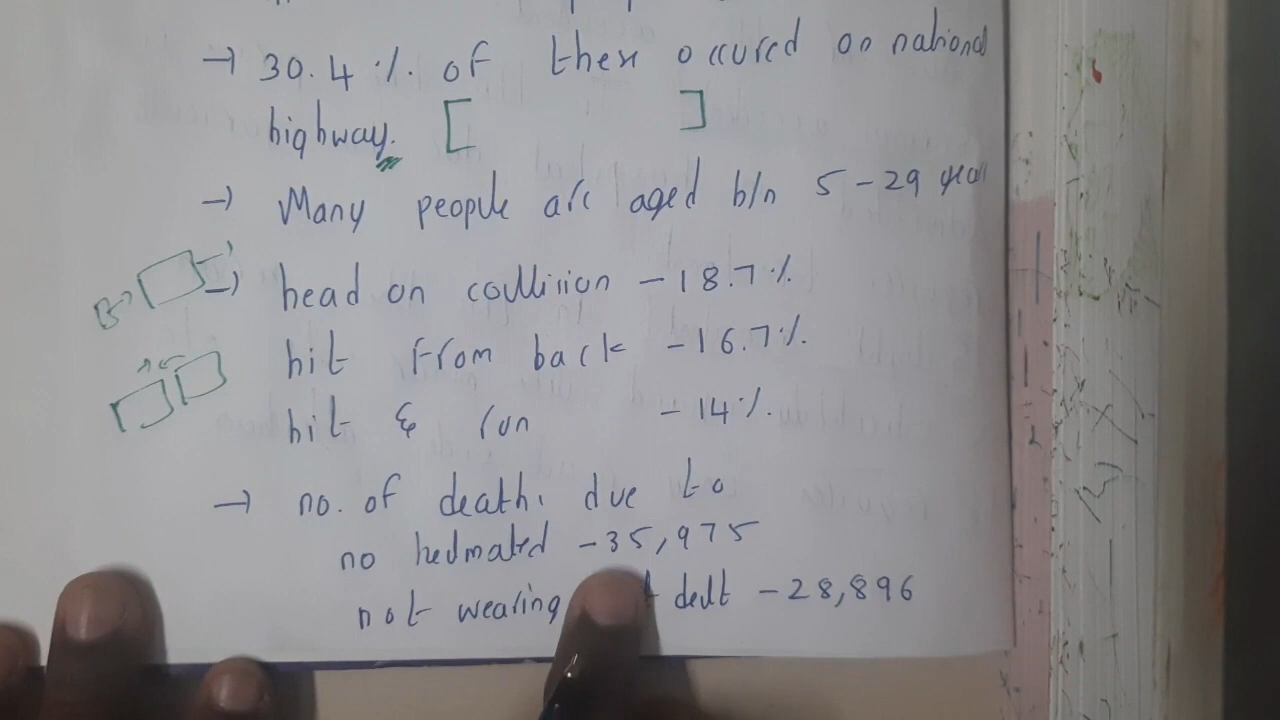 → 30.4 % of these occured on national
highway. [ ]
→ Many people are aged b/n 5-29 year
→ head on collision - 18.7%
hit from back - 16.7%
hit & run - 14%
→ no. of deaths due to
no helmated - 35,975
not wearing belt - 28,896